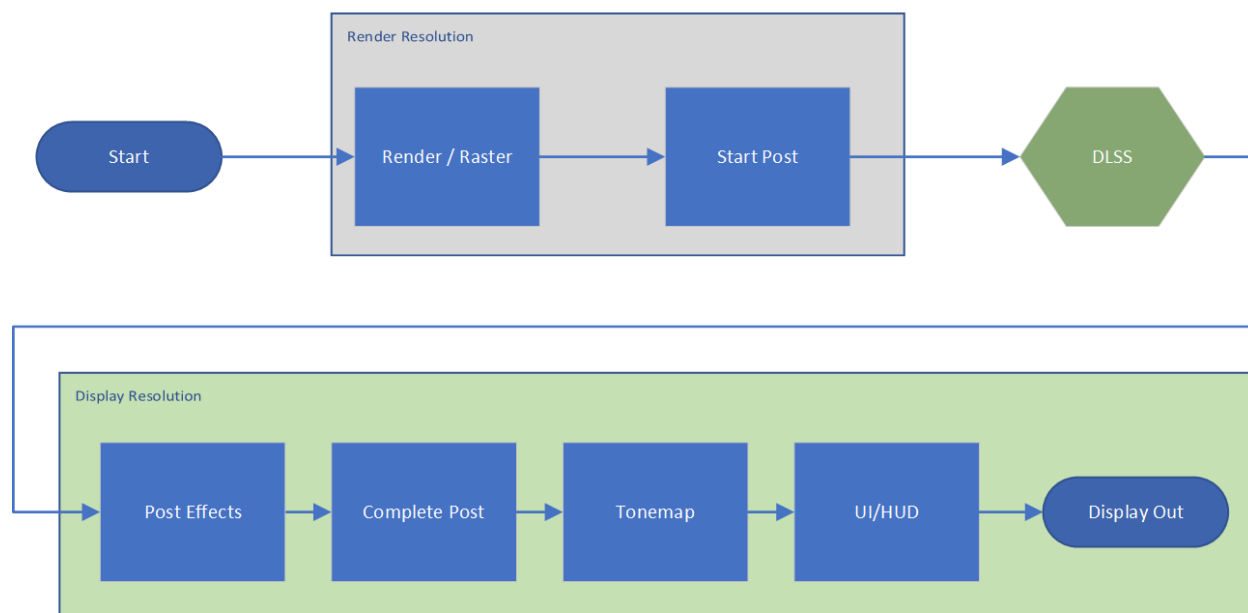 Render Resolution
Start
Render / Raster
Start Post
DLSS
Display Resolution
Post Effects
Complete Post
Tonemap
UI/HUD
Display Out